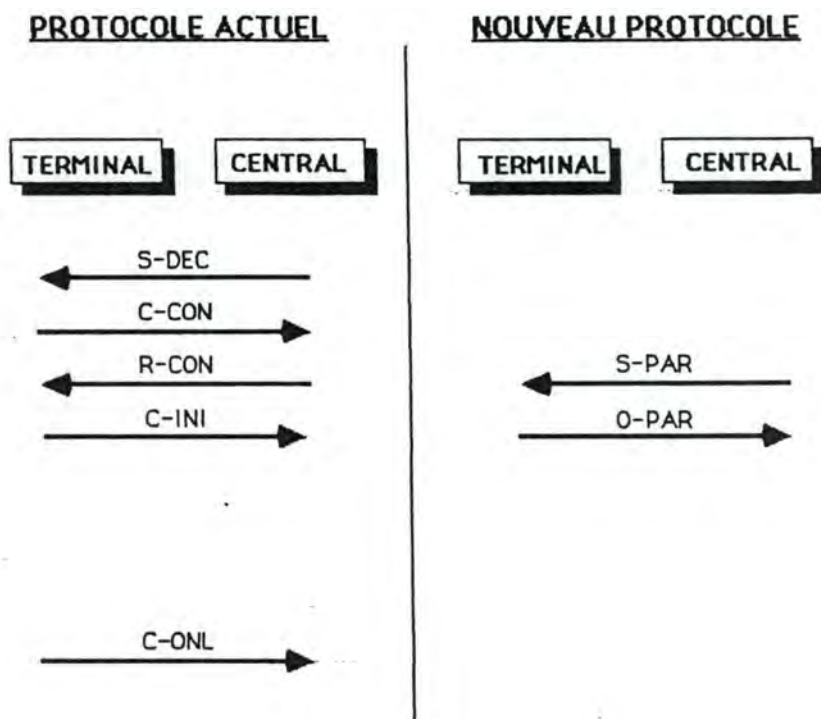 PROTOCOLE ACTUEL
NOUVEAU PROTOCOLE
TERMINAL
CENTRAL
TERMINAL
CENTRAL
S-DEC
C-CON
R-CON
C-INI
S-PAR
O-PAR
C-ONL